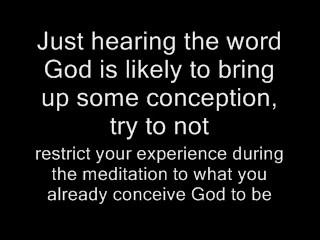 Just hearing the word
God is likely to bring
up some conception,
try to not
restrict your experience during
the meditation to what you
already conceive God to be